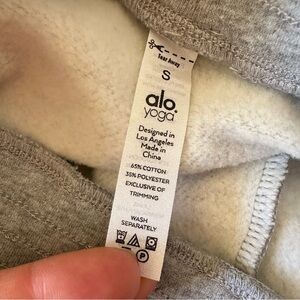 Tear Away
S
alo
yoga
Designed in
Los Angeles
Made in
China
65% COTTON
35% POLYESTER
EXCLUSIVE OF
TRIMMING
WASH
SEPARATELY
P